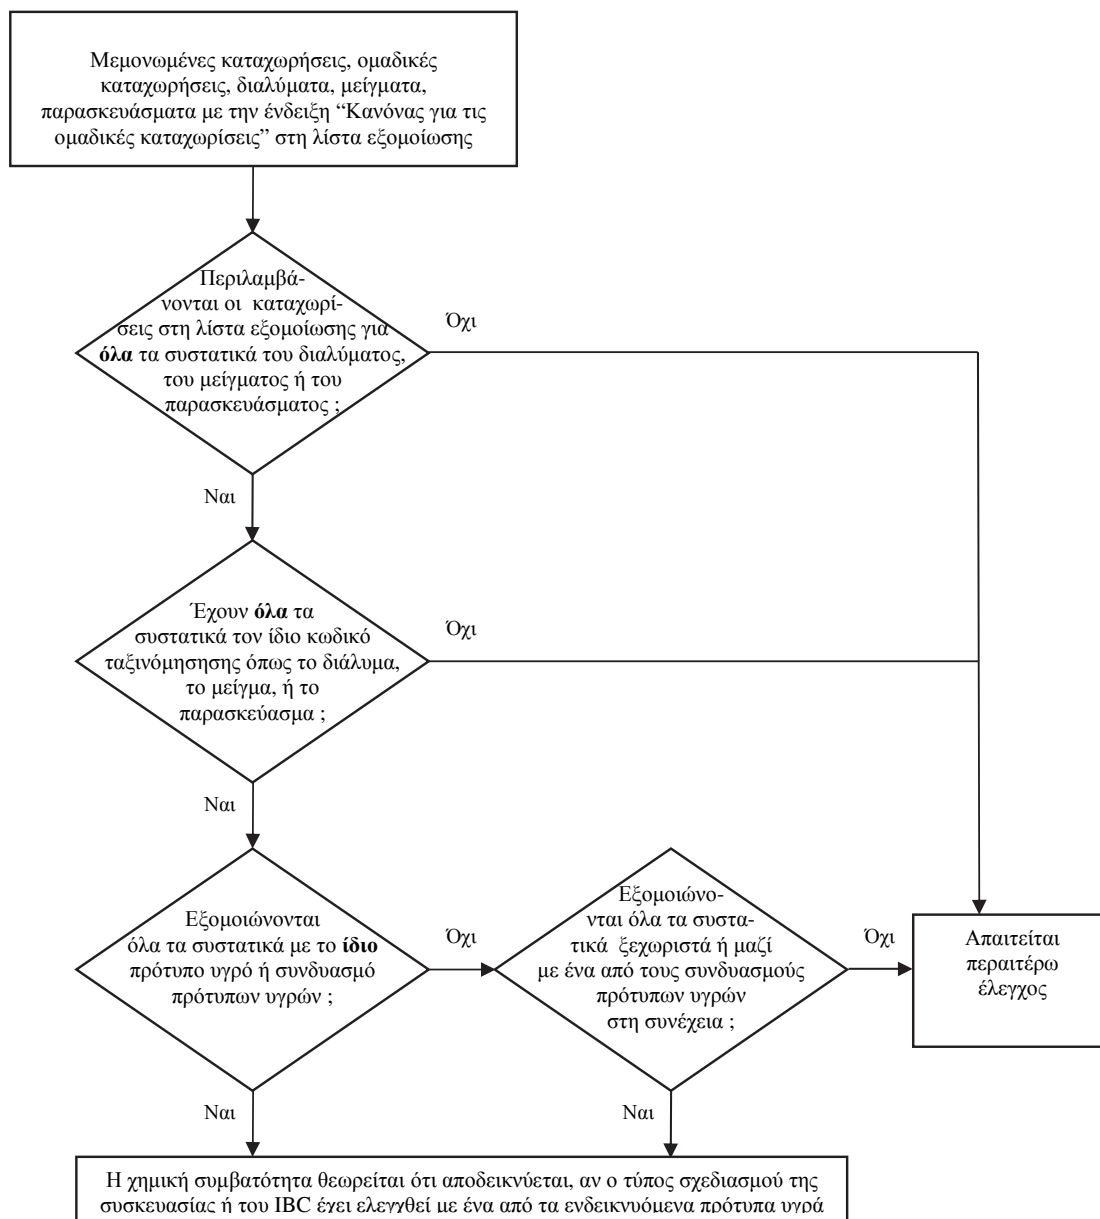 Μεμονωμένες καταχωρήσεις, ομαδικές
καταχωρήσεις, διαλύματα, μείγματα,
παρασκευάσματα με την ένδειξη “Κανόνας για τις
ομαδικές καταχωρίσεις” στη λίστα εξομοίωσης
Περιλαμβά-
νονται οι καταχωρί-
σεις στη λίστα εξομοίωσης για
όλα τα συστατικά του διαλύματος,
του μείγματος ή του
παρασκευάσματος ;
Όχι
Ναι
Έχουν όλα τα
συστατικά τον ίδιο κωδικό
ταξινόμησησης όπως το διάλυμα,
το μείγμα, ή το
παρασκεύασμα ;
Όχι
Ναι
Εξομοιώνονται
όλα τα συστατικά με το ίδιο
πρότυπο υγρό ή συνδυασμό
πρότυπων υγρών ;
Όχι
Εξομοιώνο-
νται όλα τα συστα-
τικά ξεχωριστά ή μαζί
με ένα από τους συνδυασμούς
πρότυπων υγρών
στη συνέχεια ;
Όχι
Απαιτείται
περαιτέρω
έλεγχος
Ναι
Ναι
Η χημική συμβατότητα θεωρείται ότι αποδεικνύεται, αν ο τύπος σχεδιασμού της
συσκευασίας ή του IBC έχει ελεγχθεί με ένα από τα ενδεικνυόμενα πρότυπα υγρά